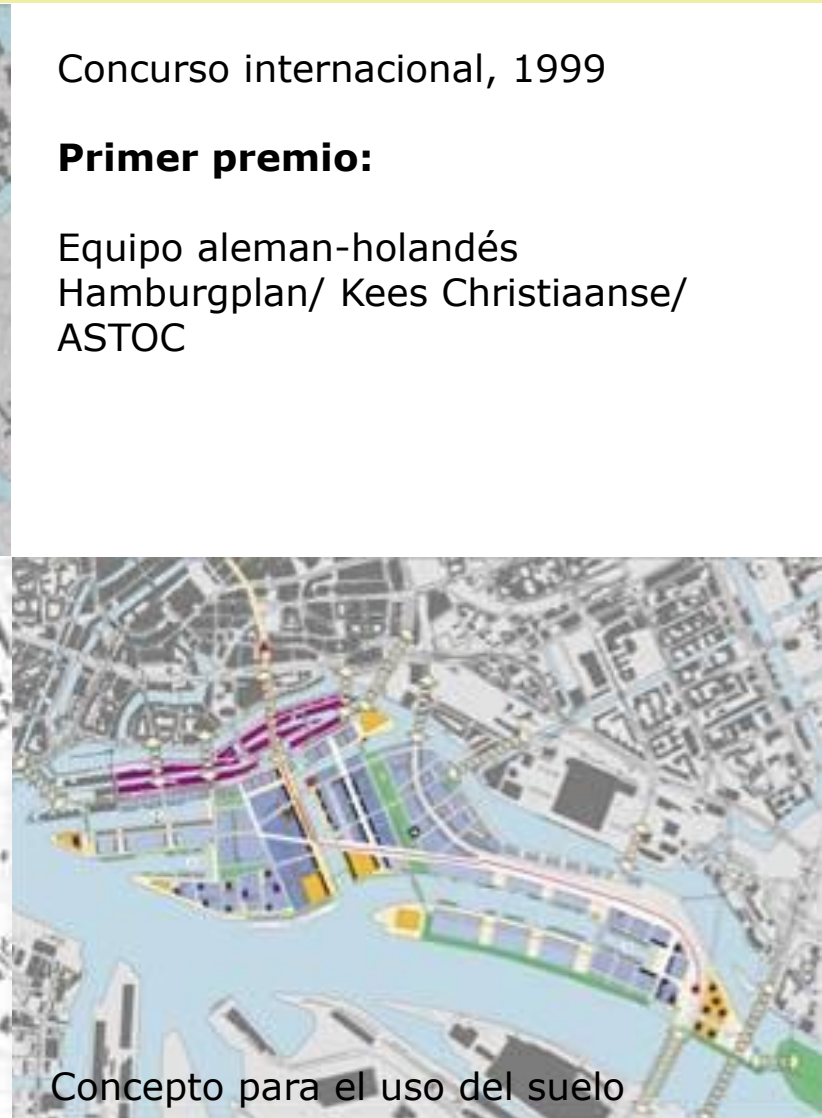 Concurso internacional, 1999
Primer premio:
Equipo aleman-holandés
Hamburgplan/ Kees Christiaanse/
ASTOC
Concepto para el uso del suelo